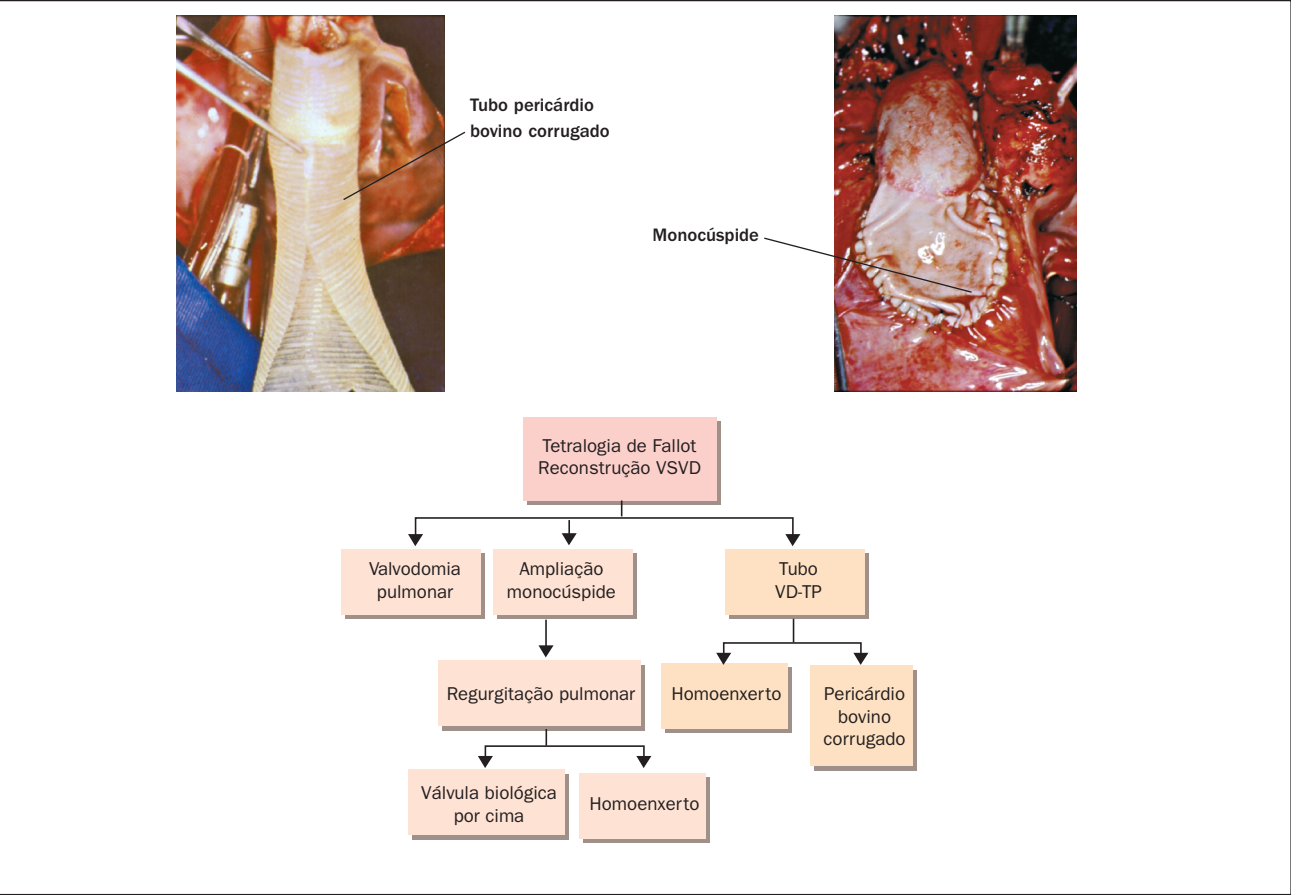 Tubo pericárdio
bovino corrugado
Monocúspide
Tetralogia de Fallot
Reconstrução VSVD
Valvodomia
pulmonar
Ampliação
monocúspide
Tubo
VD-TP
Regurgitação pulmonar
Homoenxerto
Pericárdio
bovino
corrugado
Válvula biológica
por cima
Homoenxerto